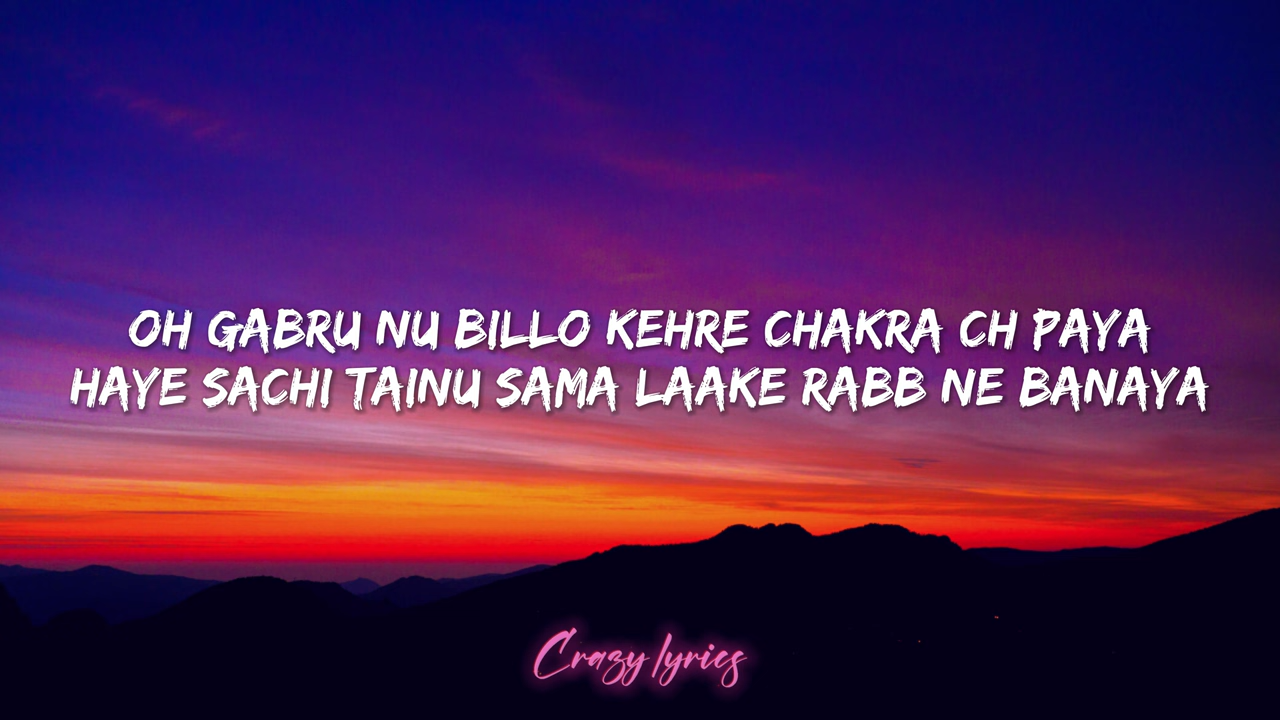 OH GABRU NU BILLO KEHRE CHAKRA CH PAYA
HAYE SACHI TAINU SAMA LAAKE RABB NE BANAYA
Crazy lyrics